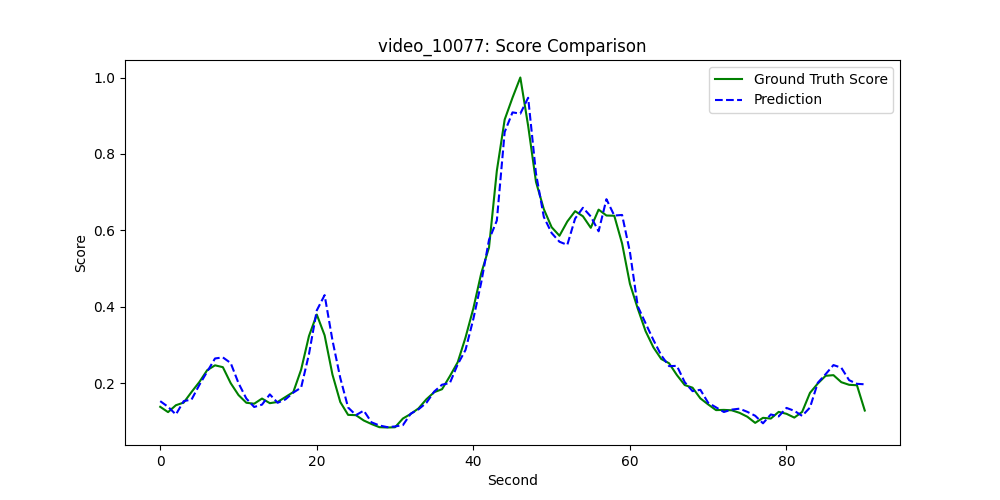 video_10077: Score Comparison
Ground Truth Score
Prediction
Score
1.0
0.8
0.6
0.4
0.2
0 20 40 60 80
Second